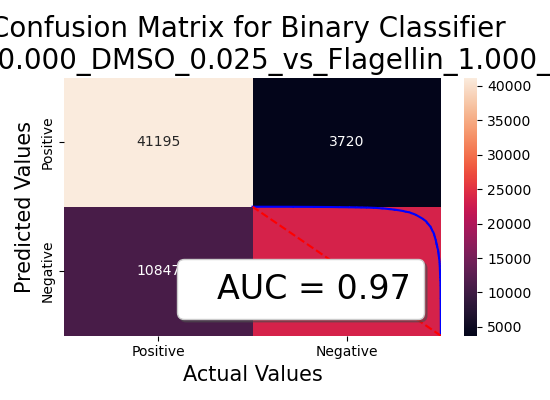 Confusion Matrix for Binary Classifier
0.000_DMSO_0.025_vs_Flagellin_1.000_
Predicted Values
Positive
Negative
41195
3720
10847
AUC = 0.97
Positive
Negative
Actual Values
40000
35000
30000
25000
20000
15000
10000
5000